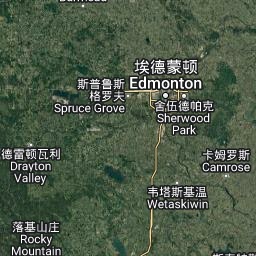 埃德蒙顿
Edmonton
斯普鲁斯
格罗夫
Spruce Grove
舍伍德帕克
Sherwood
Park
德雷顿瓦利
Drayton
Valley
卡姆罗斯
Camrose
韦塔斯基温
Wetaskiwin
落基山庄
Rocky
Mountain